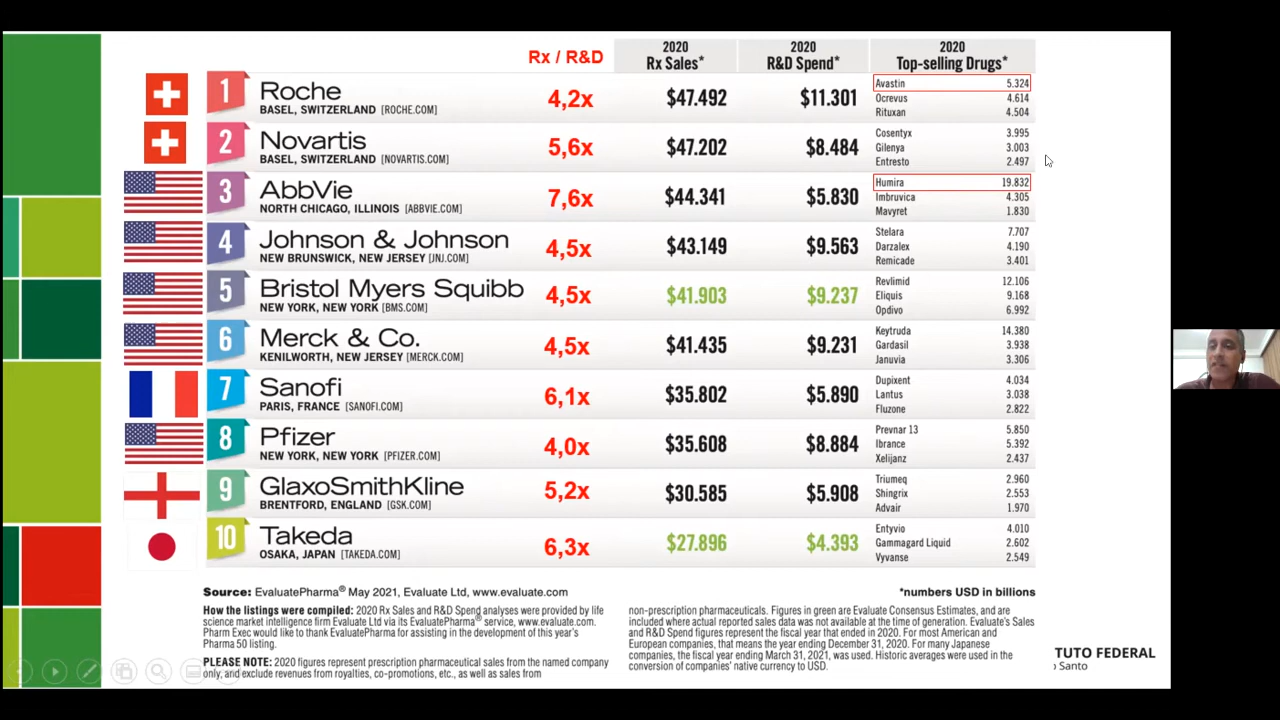 Rx / R&D
2020
Rx Sales*
2020
R&D Spend*
2020
Top-selling Drugs*
1
Roche
BASEL, SWITZERLAND [ROCHE.COM]
4,2x
$47.492
$11.301
Avastin 5.324
Ocrevus 4.614
Rituxan 4.504
2
Novartis
BASEL, SWITZERLAND [NOVARTIS.COM]
5,6x
$47.202
$8.484
Cosentyx 3.995
Gilenya 3.003
Entresto 2.497
3
AbbVie
NORTH CHICAGO, ILLINOIS [ABBVIE.COM]
7,6x
$44.341
$5.830
Humira 19.832
Imbruvica 4.305
Mavyret 1.830
4
Johnson & Johnson
NEW BRUNSWICK, NEW JERSEY [JNJ.COM]
4,5x
$43.149
$9.563
Stelara 7.707
Darzalex 4.190
Remicade 3.401
5
Bristol Myers Squibb
NEW YORK, NEW YORK [BMS.COM]
4,5x
$41.903
$9.237
Revlimid 12.106
Eliquis 9.168
Opdivo 6.992
6
Merck & Co.
KENILWORTH, NEW JERSEY [MERCK.COM]
4,5x
$41.435
$9.231
Keytruda 14.380
Gardasil 3.938
Januvia 3.306
7
Sanofi
PARIS, FRANCE [SANOFI.COM]
6,1x
$35.802
$5.890
Dupixent 4.034
Lantus 3.038
Fluzone 2.822
8
Pfizer
NEW YORK, NEW YORK [PFIZER.COM]
4,0x
$35.608
$8.884
Prevnar 13 5.850
Ibrance 5.392
Xelijanz 2.437
9
GlaxoSmithKline
BRENTFORD, ENGLAND [GSK.COM]
5,2x
$30.585
$5.908
Triumeq 2.960
Shingrix 2.553
Advair 1.970
10
Takeda
OSAKA, JAPAN [TAKEDA.COM]
6,3x
$27.896
$4.393
Entyvio 4.010
Gammagard Liquid 2.602
Vyvanse 2.549
Source: EvaluatePharma® May 2021, Evaluate Ltd, www.evaluate.com
*numbers USD in billions
How the listings were compiled: 2020 Rx Sales and R&D Spend analyses were provided by life
science market intelligence firm Evaluate Ltd via its EvaluatePharma® service, www.evaluate.com.
Pharm Exec would like to thank EvaluatePharma for assisting in the development of this year's
Pharma 50 listing.
PLEASE NOTE: 2020 figures represent prescription pharmaceutical sales from the named company
only, and exclude revenues from royalties, co-promotions, etc., as well as sales from
non-prescription pharmaceuticals. Figures in green are Evaluate Consensus Estimates, and are
included where actual reported sales data was not available at the time of generation. Evaluate's Sales
and R&D Spend figures represent the fiscal year that ended in 2020. For most American and
European companies, that means the year ending December 31, 2020. For many Japanese
companies, the fiscal year ending March 31, 2021, was used. Historic averages were used in the
conversion of companies' native currency to USD.
TUTO FEDERAL
o Santo